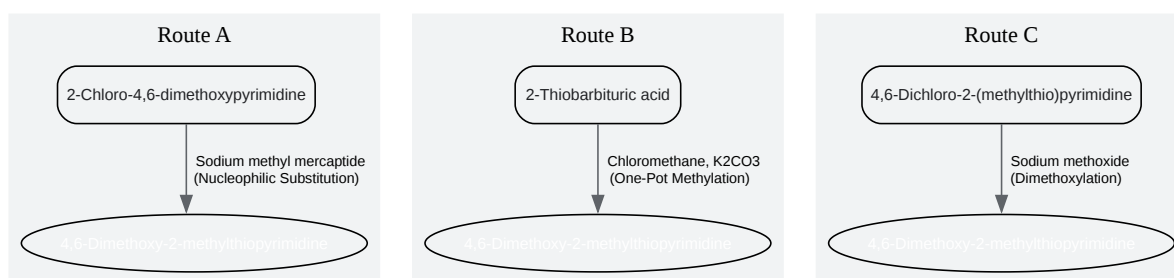 Route A
2-Chloro-4,6-dimethoxypyrimidine
Sodium methyl mercaptide
(Nucleophilic Substitution)
4,6-Dimethoxy-2-methylthiopyrimidine
Route B
2-Thiobarbituric acid
Chloromethane, K2CO3
(One-Pot Methylation)
4,6-Dimethoxy-2-methylthiopyrimidine
Route C
4,6-Dichloro-2-(methylthio)pyrimidine
Sodium methoxide
(Dimethoxylation)
4,6-Dimethoxy-2-methylthiopyrimidine